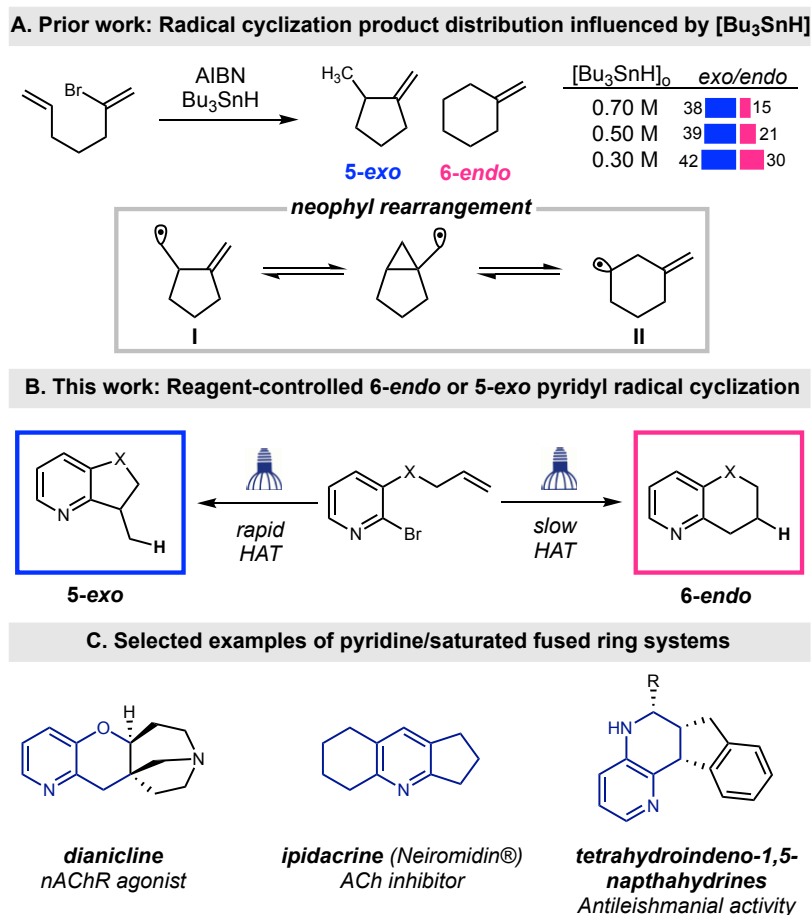 A. Prior work: Radical cyclization product distribution influenced by [Bu₃SnH]
Br
AIBN
Bu₃SnH
H₃C
5-exo
6-endo
[Bu₃SnH]₀ exo/endo
0.70 M 38 15
0.50 M 39 21
0.30 M 42 30
neophyl rearrangement
I
II
B. This work: Reagent-controlled 6-endo or 5-exo pyridyl radical cyclization
X
N
H
5-exo
rapid
HAT
X
N
Br
slow
HAT
X
N
H
6-endo
C. Selected examples of pyridine/saturated fused ring systems
H
O
N
N
dianicline
nAChR agonist
N
ipidacrine (Neiromidin®)
ACh inhibitor
R
HN
N
tetrahydroindeno-1,5-
napthahydrines
Antileishmanial activity